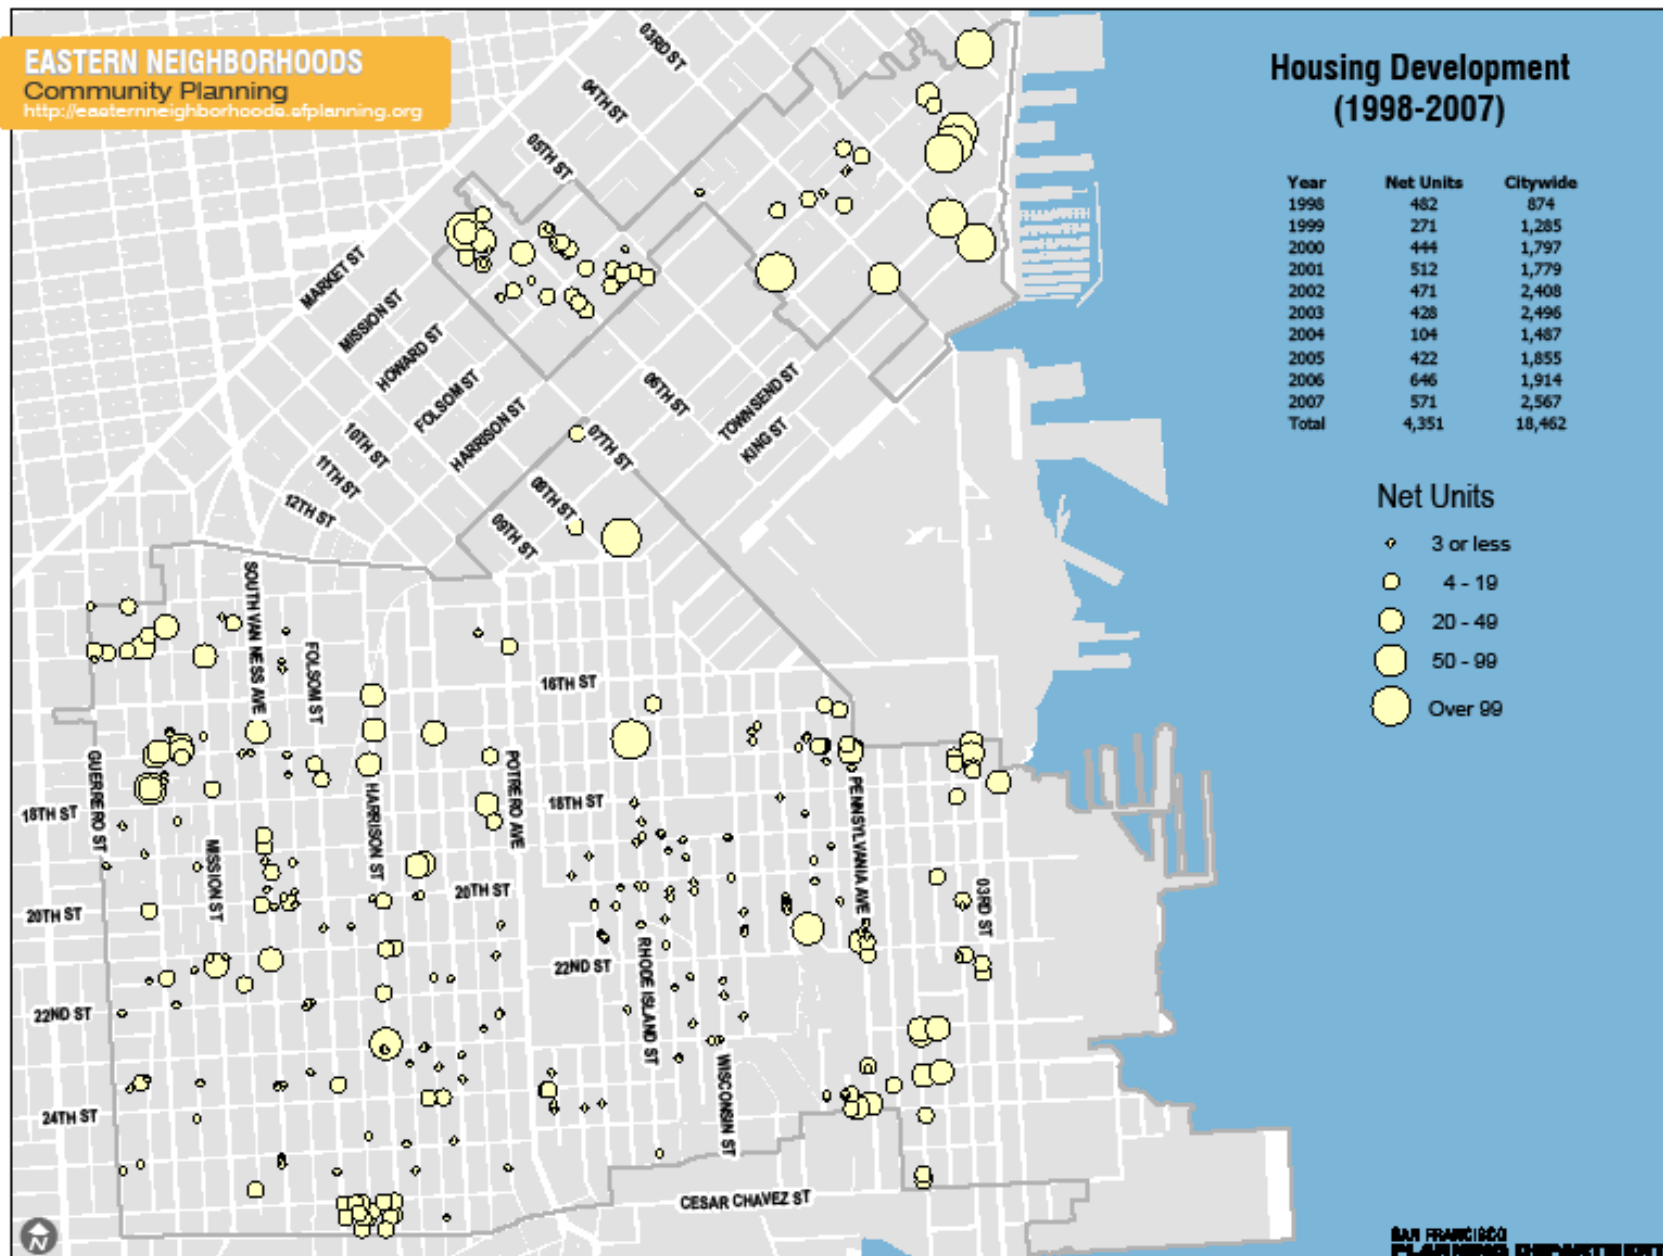 EASTERN NEIGHBORHOODS
Community Planning
http://easternneighborhoods.sfplanning.org
Housing Development
(1998-2007)
Year Net Units Citywide
1998 482 874
1999 271 1,285
2000 444 1,797
2001 512 1,779
2002 471 2,408
2003 428 2,496
2004 104 1,487
2005 422 1,855
2006 646 1,914
2007 571 2,567
Total 4,351 18,462
Net Units
3 or less
4 - 19
20 - 49
50 - 99
Over 99
03RD ST
04TH ST
05TH ST
MARKET ST
MISSION ST
HOWARD ST
FOLSOM ST
HARRISON ST
06TH ST
TOWNSEND ST
KING ST
07TH ST
08TH ST
09TH ST
10TH ST
11TH ST
12TH ST
SOUTH VAN NESS AVE
FOLSOM ST
16TH ST
GUERRERO ST
POTRERO AVE
HARRISON ST
PENNSYLVANIA AVE
18TH ST
18TH ST
MISSION ST
20TH ST
20TH ST
03RD ST
RHODE ISLAND ST
22ND ST
22ND ST
WISCONSIN ST
24TH ST
CESAR CHAVEZ ST
N
SAN FRANCISCO
PLANNING DEPARTMENT